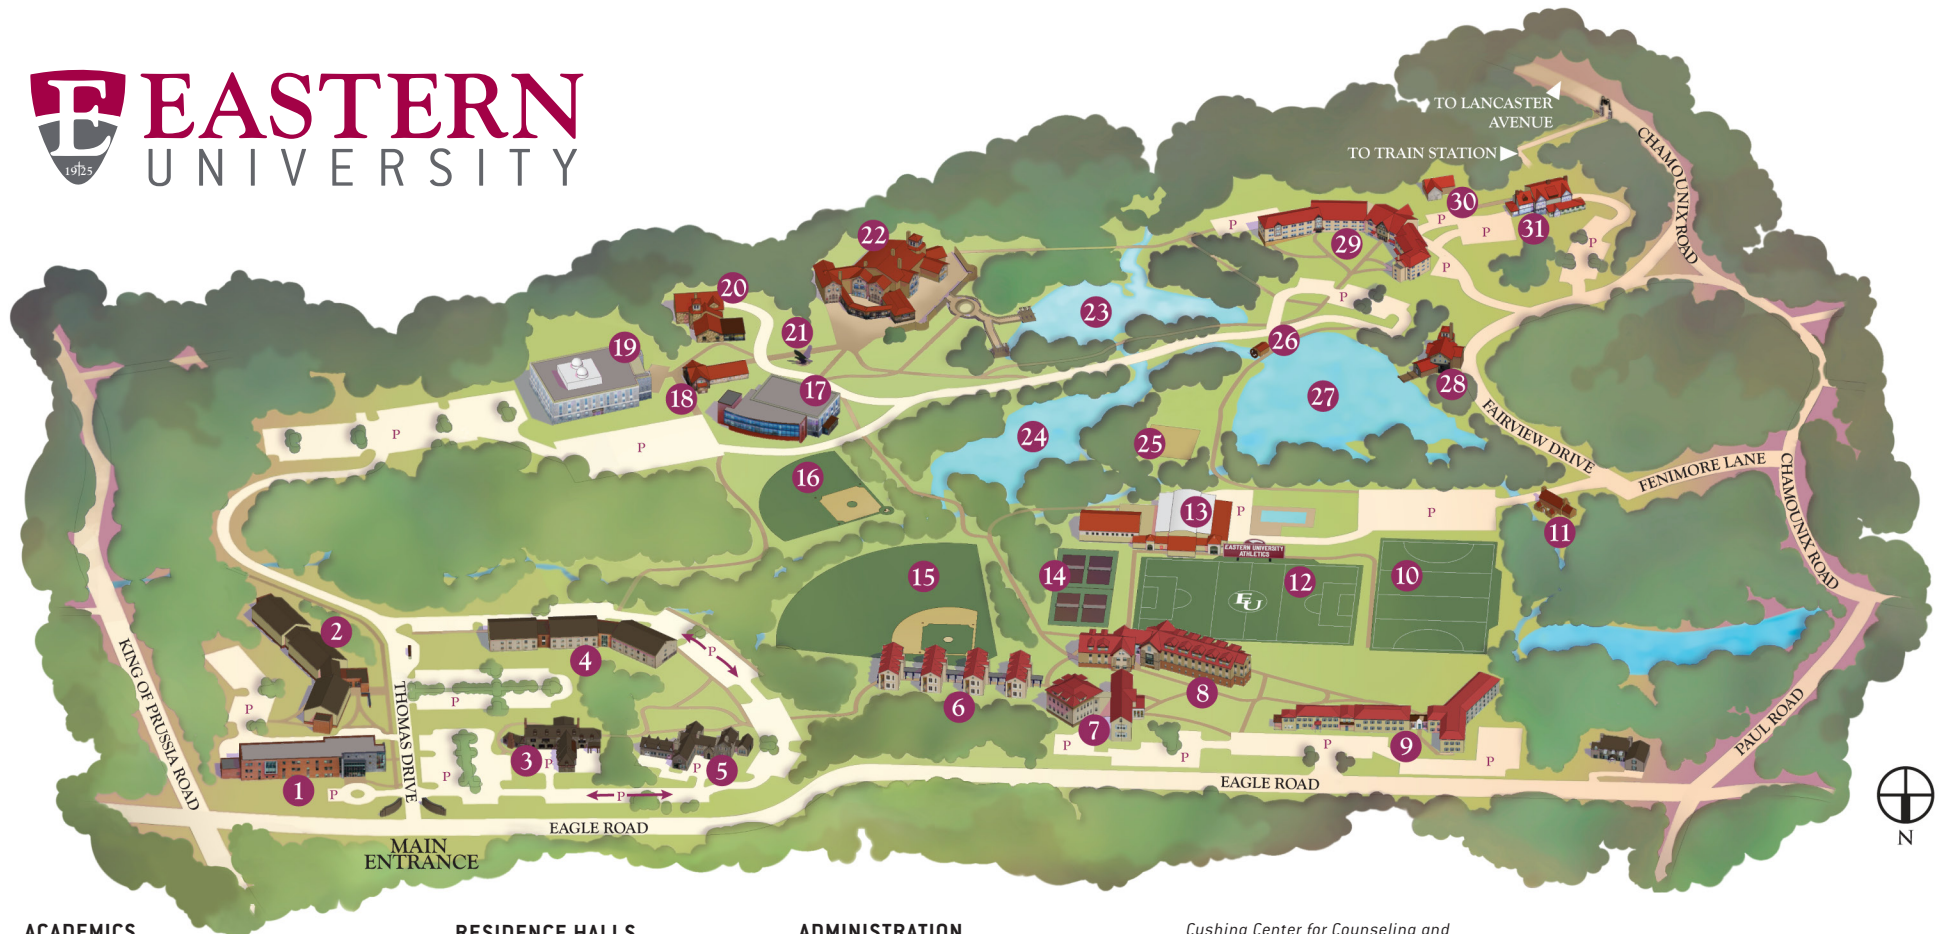 EASTERN
UNIVERSITY
E
19 25
TO LANCASTER
AVENUE
TO TRAIN STATION
CHAMOUNIX ROAD
30
31
P
P
P
P
29
P
P
22
23
20
21
26
19
18
17
28
27
24
25
FAIRVIEW DRIVE
FENIMORE LANE
CHAMOUNIX ROAD
P
P
16
13
P
P
11
EASTERN UNIVERSITY
ATHLETICS
15
14
12
10
EU
2
4
P
KING OF PRUSSIA ROAD
THOMAS DRIVE
P
P
6
8
7
9
P
P
P
P
PAUL ROAD
3
P
5
P
P
1
P
P
EAGLE ROAD
EAGLE ROAD
MAIN
ENTRANCE
N
ACADEMICS
RESIDENCE HALLS
ADMINISTRATION
Cushing Center for Counseling and